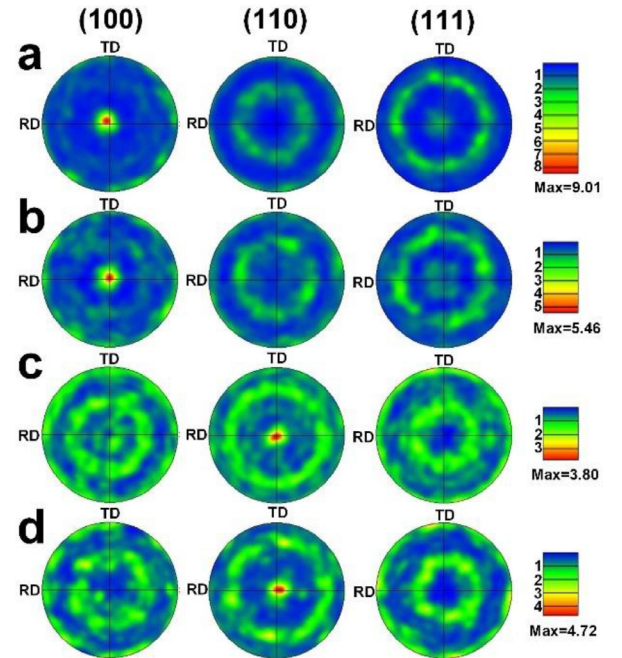 (100) (110) (111)
a TD TD TD
RD RD RD
1
2
3
4
5
6
7
8
Max=9.01
b TD TD TD
RD RD RD
1
2
3
4
5
Max=5.46
c TD TD TD
RD RD RD
1
2
3
Max=3.80
d TD TD TD
RD RD RD
1
2
3
4
Max=4.72